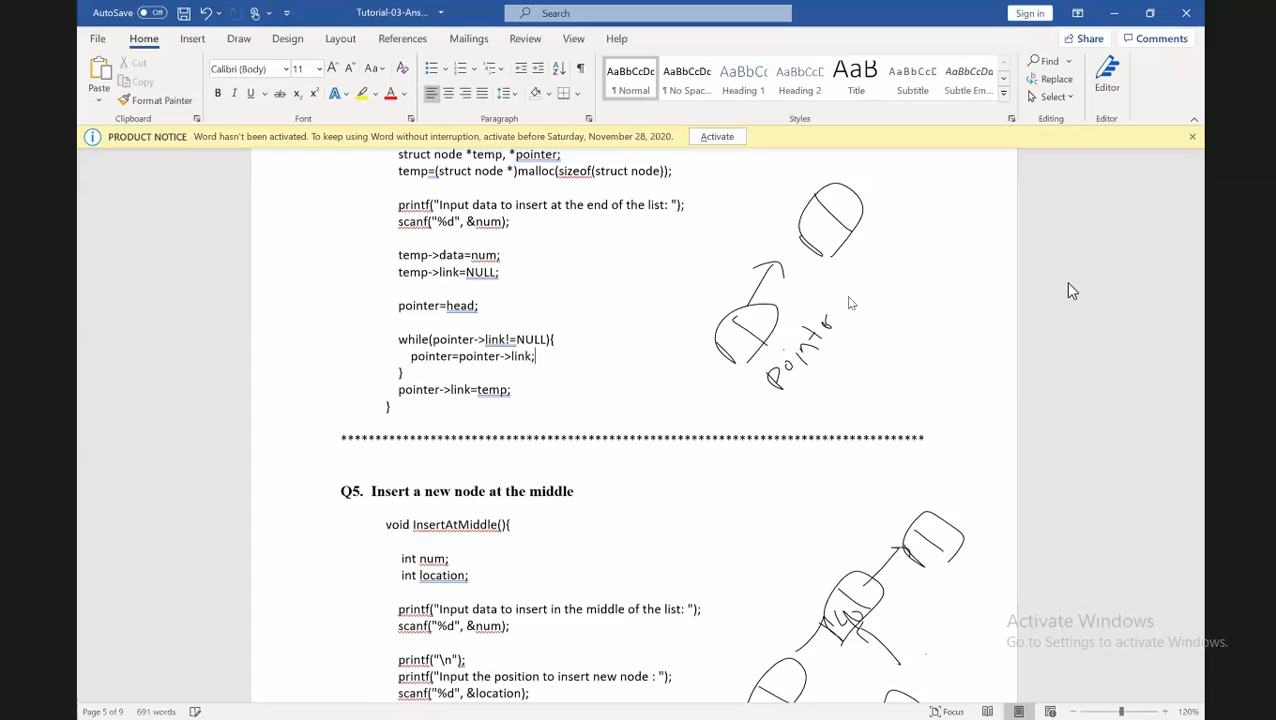 AutoSave Off Tutorial-03-Ans... Search Sign in
File Home Insert Draw Design Layout References Mailings Review View Help Share Comments
Paste Cut Copy Format Painter
Calibri (Body) 11
AaBbCcDc AaBbCcDc AaBbCc AaBbCc AaB AaBbCcDc AaBbCcDc
¶ Normal ¶ No Spac... Heading 1 Heading 2 Title Subtitle Subtle Em...
Find Replace Select Editor
Clipboard Font Paragraph Styles Editing Editor
PRODUCT NOTICE Word hasn't been activated. To keep using Word without interruption, activate before Saturday, November 28, 2020. Activate
struct node *temp, *pointer;
temp=(struct node *)malloc(sizeof(struct node));
printf("Input data to insert at the end of the list: ");
scanf("%d", &num);
temp->data=num;
temp->link=NULL;
pointer=head;
while(pointer->link!=NULL){
pointer=pointer->link;
}
pointer->link=temp;
}
pointer
************************************************************************************
Q5. Insert a new node at the middle
void InsertAtMiddle(){
int num;
int location;
printf("Input data to insert in the middle of the list: ");
scanf("%d", &num);
printf("\n");
printf("Input the position to insert new node : ");
scanf("%d", &location);
Activate Windows
Go to Settings to activate Windows.
Page 5 of 9 691 words Focus 120%